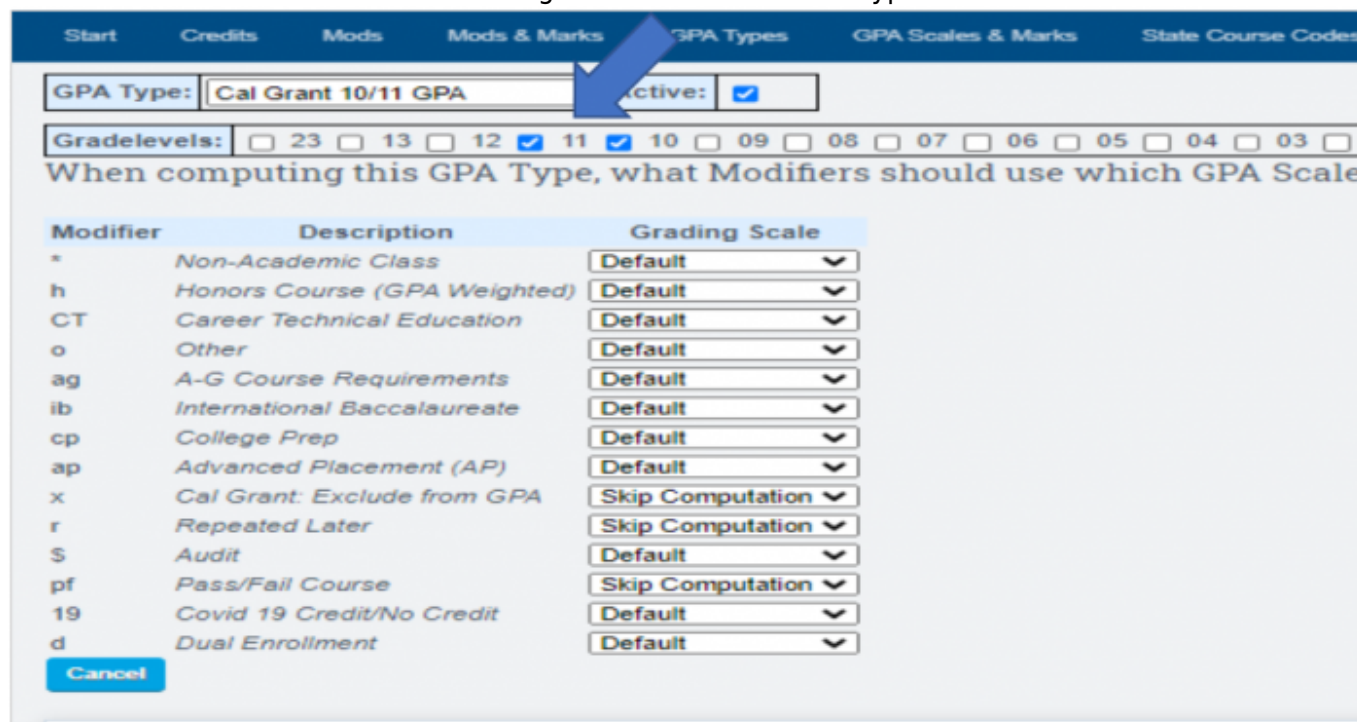 Start Credits Mods Mods & Marks GPA Types GPA Scales & Marks State Course Codes
GPA Type: Cal Grant 10/11 GPA Active:
Gradelevels: 23 13 12 11 10 09 08 07 06 05 04 03
When computing this GPA Type, what Modifiers should use which GPA Scale
Modifier Description Grading Scale
* Non-Academic Class Default
h Honors Course (GPA Weighted) Default
CT Career Technical Education Default
o Other Default
ag A-G Course Requirements Default
ib International Baccalaureate Default
cp College Prep Default
ap Advanced Placement (AP) Default
x Cal Grant: Exclude from GPA Skip Computation
r Repeated Later Skip Computation
$ Audit Default
pf Pass/Fail Course Skip Computation
19 Covid 19 Credit/No Credit Default
d Dual Enrollment Default
Cancel